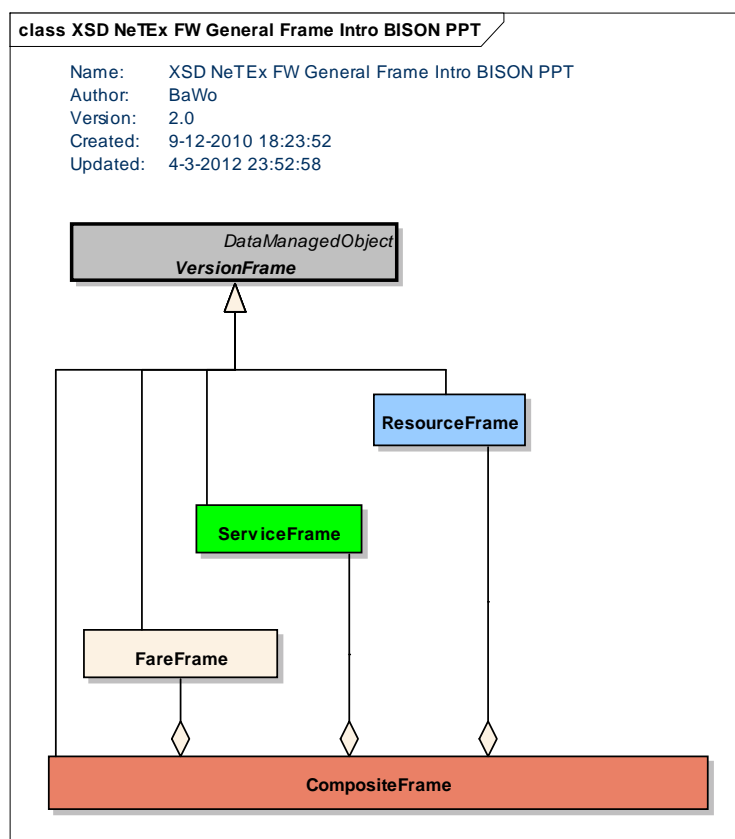 class XSD NeTEx FW General Frame Intro BISON PPT
Name: XSD NeTEx FW General Frame Intro BISON PPT
Author: BaWo
Version: 2.0
Created: 9-12-2010 18:23:52
Updated: 4-3-2012 23:52:58
DataManagedObject
VersionFrame
ResourceFrame
ServiceFrame
FareFrame
CompositeFrame